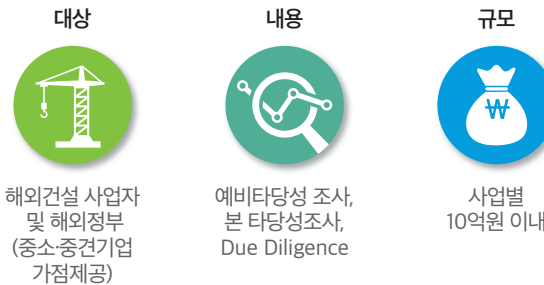 대상
해외건설 사업자
및 해외정부
(중소·중견기업
가점제공)
내용
예비타당성 조사,
본 타당성조사,
Due Diligence
규모
₩
사업별
10억원 이내